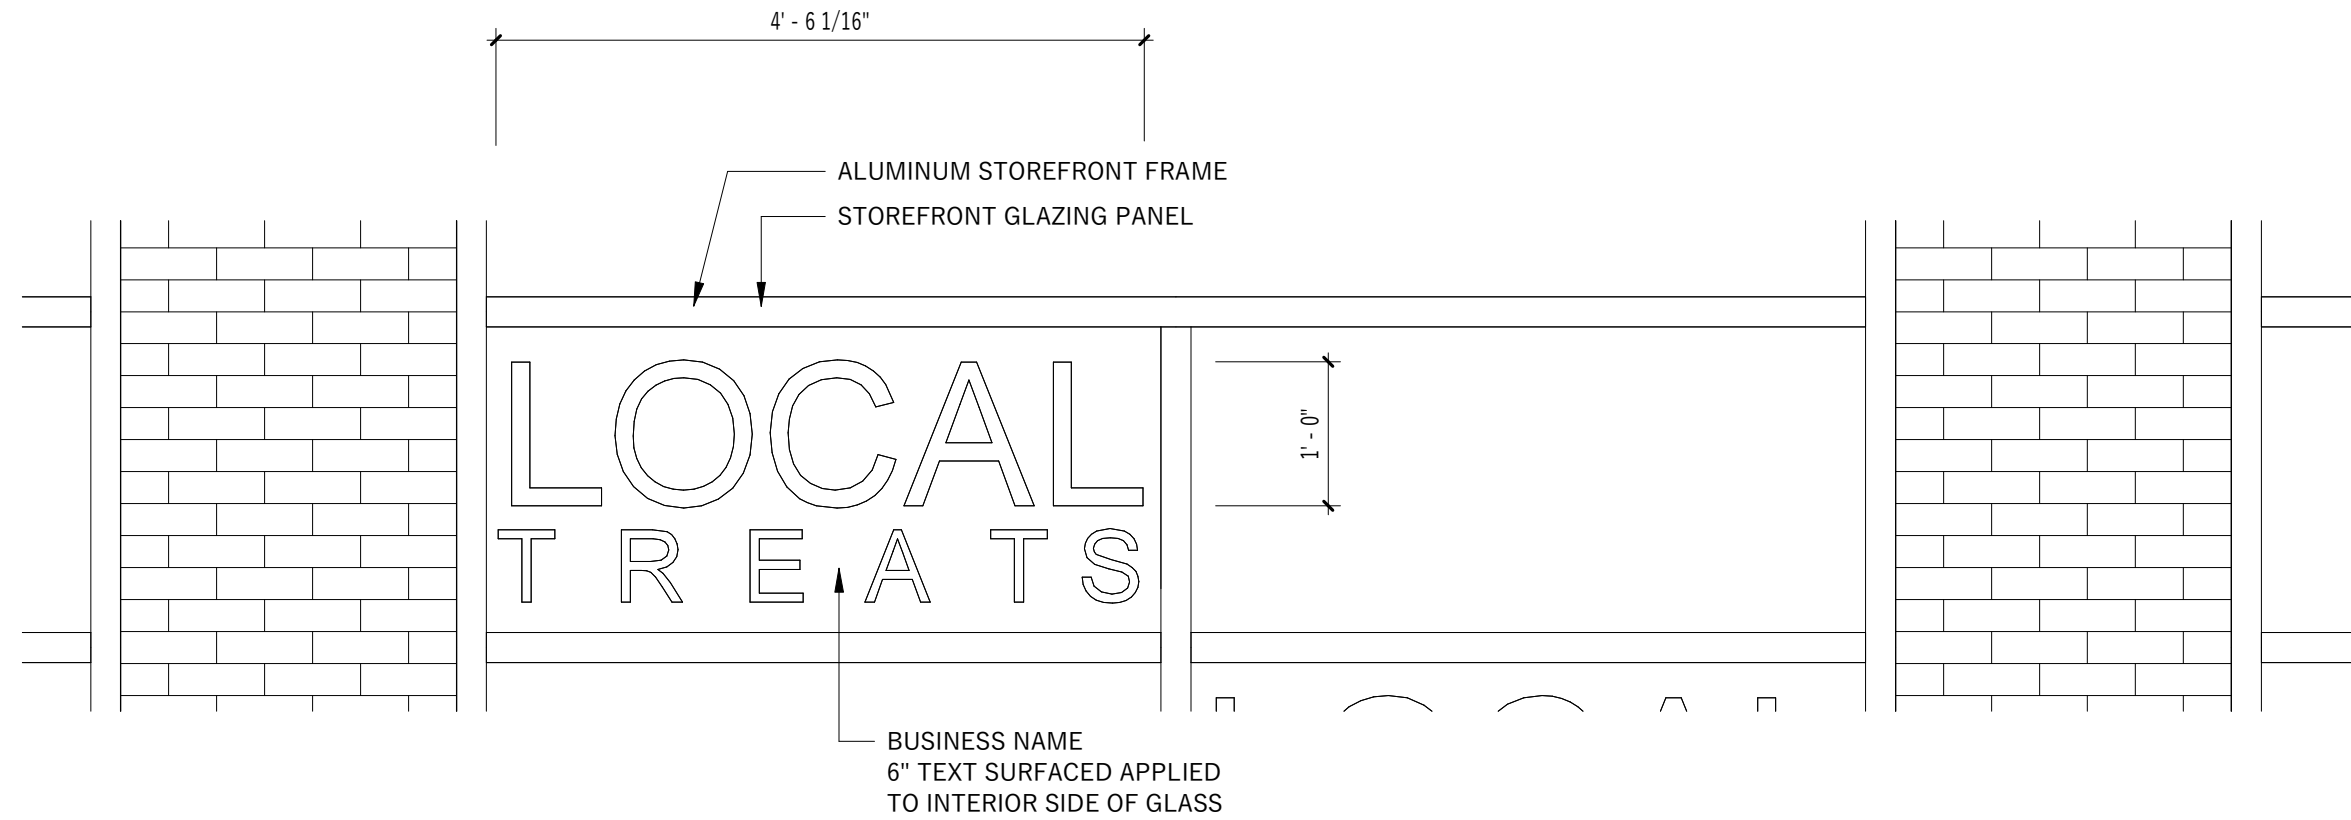 4' - 6 1/16"
ALUMINUM STOREFRONT FRAME
STOREFRONT GLAZING PANEL
LOCAL
1' - 0"
TREATS
BUSINESS NAME
6" TEXT SURFACED APPLIED
TO INTERIOR SIDE OF GLASS